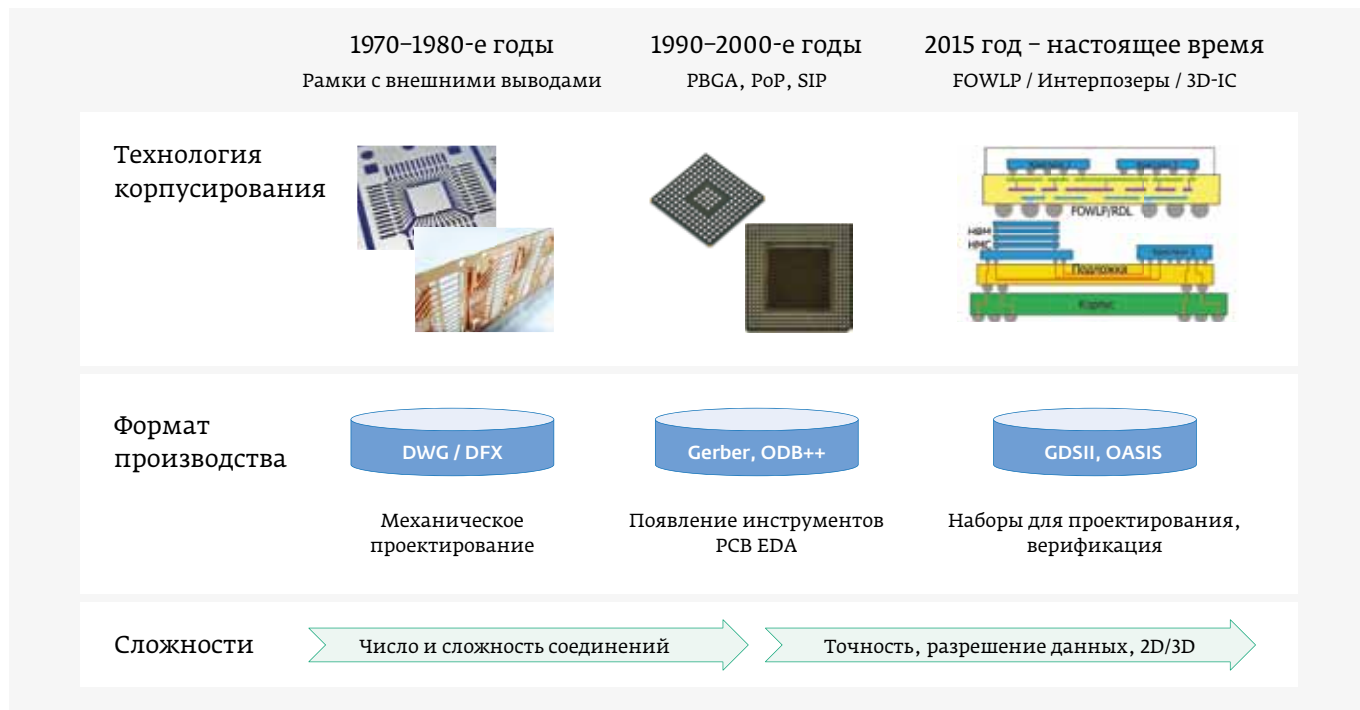 1970–1980-е годы
Рамки с внешними выводами
1990–2000-е годы
PBGA, PoP, SIP
2015 год – настоящее время
FOWLP / Интерпозеры / 3D-IC
Технология
корпусирования
FOWLP/RDL
HBM
HMC
Подложка
Корпус
Формат
производства
DWG / DFX
Gerber, ODB++
GDSII, OASIS
Механическое
проектирование
Появление инструментов
PCB EDA
Наборы для проектирования,
верификация
Сложности
Число и сложность соединений
Точность, разрешение данных, 2D/3D